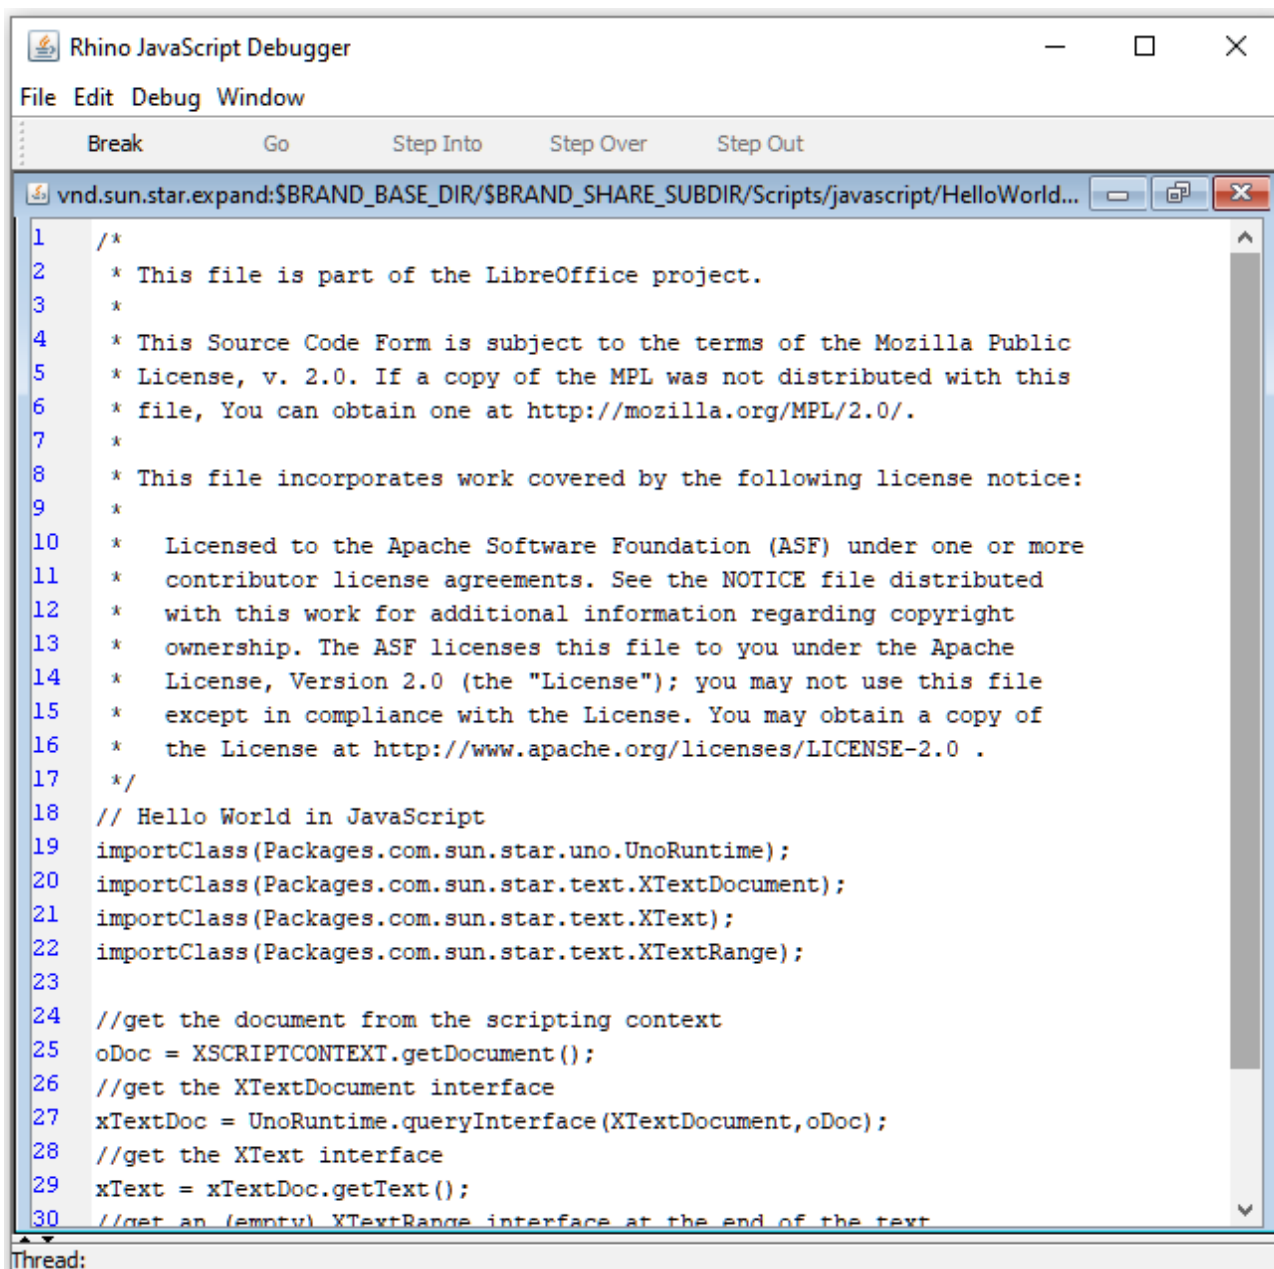 Rhino JavaScript Debugger
File Edit Debug Window
Break Go Step Into Step Over Step Out
vnd.sun.star.expand:$BRAND_BASE_DIR/$BRAND_SHARE_SUBDIR/Scripts/javascript/HelloWorld...
1 /*
2  * This file is part of the LibreOffice project.
3  *
4  * This Source Code Form is subject to the terms of the Mozilla Public
5  * License, v. 2.0. If a copy of the MPL was not distributed with this
6  * file, You can obtain one at http://mozilla.org/MPL/2.0/.
7  *
8  * This file incorporates work covered by the following license notice:
9  *
10  *   Licensed to the Apache Software Foundation (ASF) under one or more
11  *   contributor license agreements. See the NOTICE file distributed
12  *   with this work for additional information regarding copyright
13  *   ownership. The ASF licenses this file to you under the Apache
14  *   License, Version 2.0 (the "License"); you may not use this file
15  *   except in compliance with the License. You may obtain a copy of
16  *   the License at http://www.apache.org/licenses/LICENSE-2.0 .
17  */
18 // Hello World in JavaScript
19 importClass(Packages.com.sun.star.uno.UnoRuntime);
20 importClass(Packages.com.sun.star.text.XTextDocument);
21 importClass(Packages.com.sun.star.text.XText);
22 importClass(Packages.com.sun.star.text.XTextRange);
23
24 //get the document from the scripting context
25 oDoc = XSCRIPTCONTEXT.getDocument();
26 //get the XTextDocument interface
27 xTextDoc = UnoRuntime.queryInterface(XTextDocument,oDoc);
28 //get the XText interface
29 xText = xTextDoc.getText();
30 //get an (empty) XTextRange interface at the end of the text
Thread: